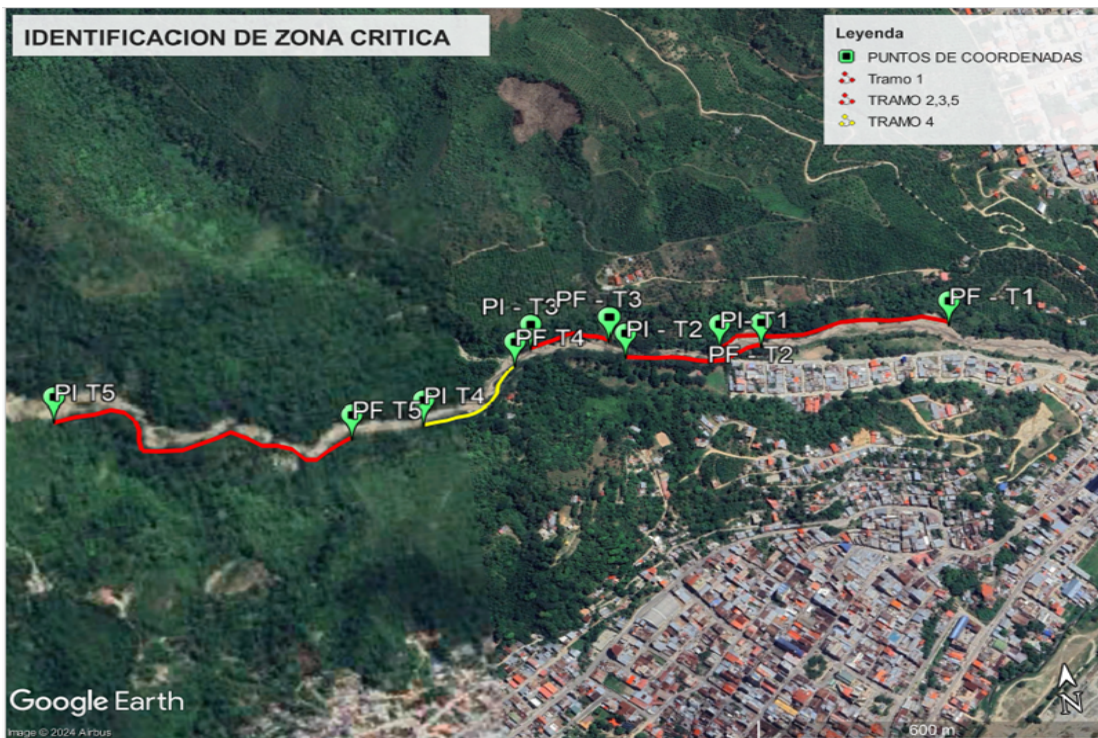 IDENTIFICACION DE ZONA CRITICA
Leyenda
PUNTOS DE COORDENADAS
Tramo 1
TRAMO 2,3,5
TRAMO 4
PF - T1
PI - T3
PF - T3
PI - T2
PI - T1
PF T4
PF - T2
PI T5
PI T4
PF T5
Google Earth
Image © 2024 Airbus
600 m
N